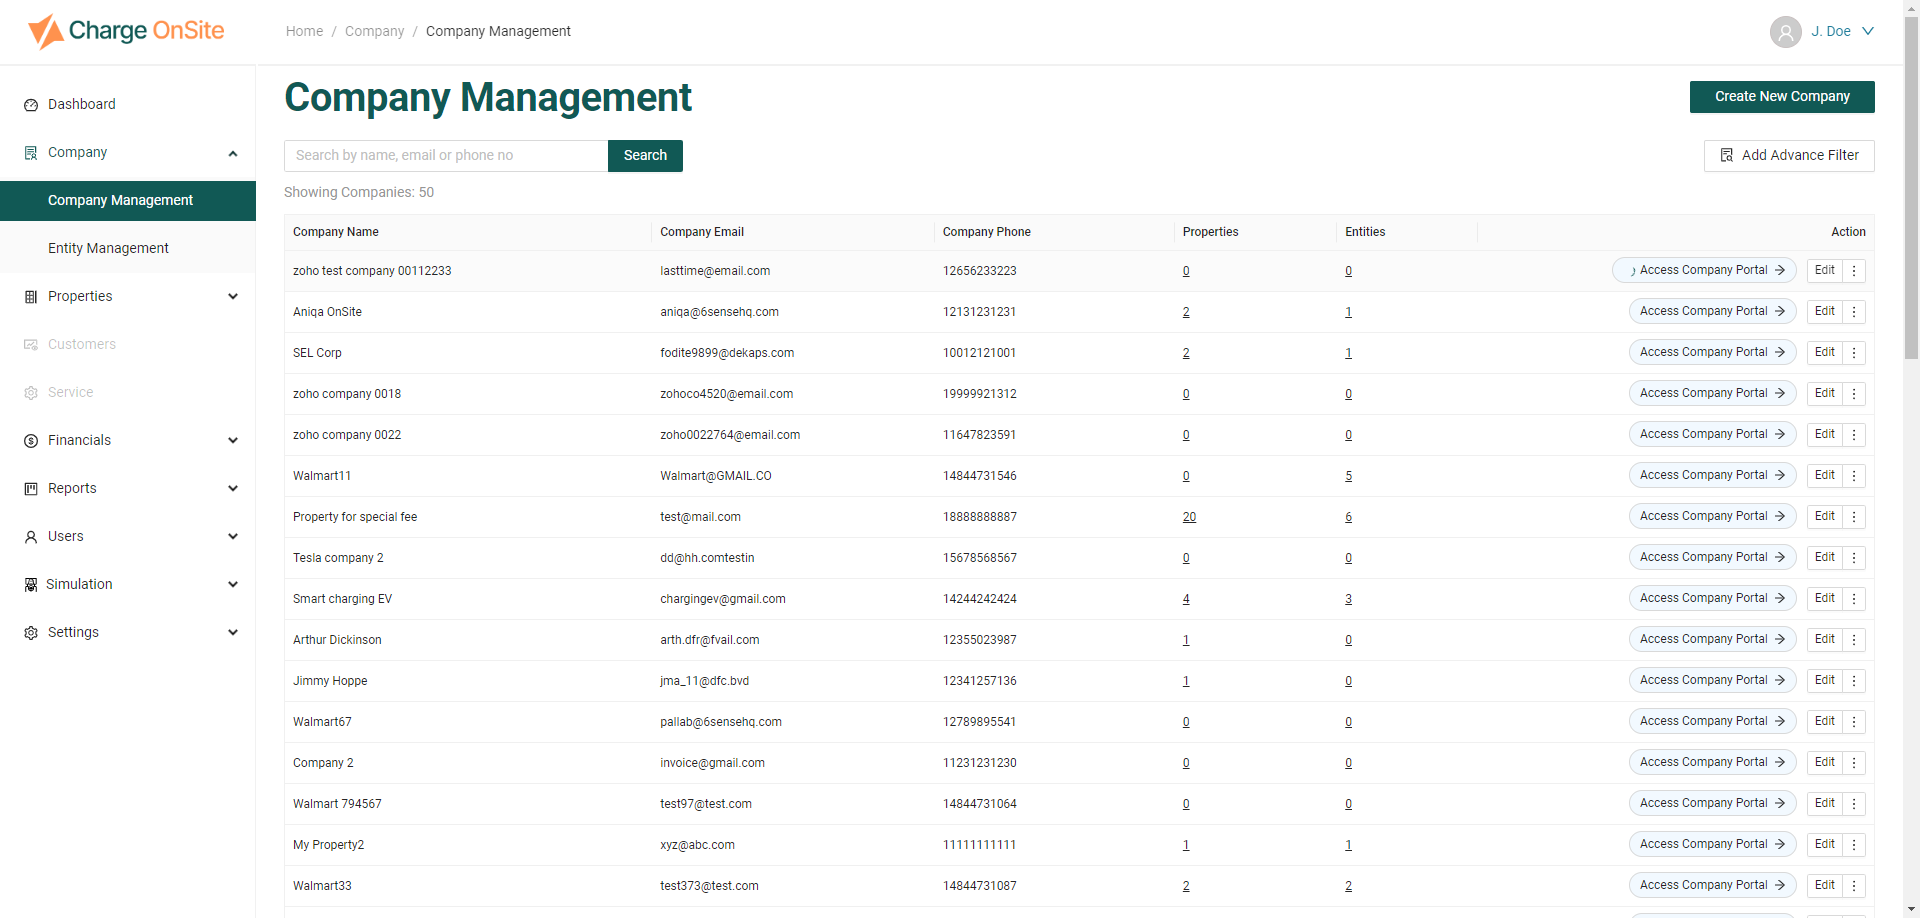 Charge OnSite
Home / Company / Company Management
J. Doe
Dashboard
Company
Company Management
Entity Management
Properties
Customers
Service
Financials
Reports
Users
Simulation
Settings
Company Management
Create New Company
Search by name, email or phone no
Search
Add Advance Filter
Showing Companies: 50
Company Name Company Email Company Phone Properties Entities Action
zoho test company 00112233 lasttime@email.com 12656233223 0 0 Access Company Portal Edit
Aniqa OnSite aniqa@6sensehq.com 12131231231 2 1 Access Company Portal Edit
SEL Corp fodite9899@dekaps.com 10012121001 2 1 Access Company Portal Edit
zoho company 0018 zohoco4520@email.com 19999921312 0 0 Access Company Portal Edit
zoho company 0022 zoho0022764@email.com 11647823591 0 0 Access Company Portal Edit
Walmart11 Walmart@GMAIL.CO 14844731546 0 5 Access Company Portal Edit
Property for special fee test@mail.com 18888888887 20 6 Access Company Portal Edit
Tesla company 2 dd@hh.comtestin 15678568567 0 0 Access Company Portal Edit
Smart charging EV chargingev@gmail.com 14244242424 4 3 Access Company Portal Edit
Arthur Dickinson arth.dfr@fvail.com 12355023987 1 0 Access Company Portal Edit
Jimmy Hoppe jma_11@dfc.bvd 12341257136 1 0 Access Company Portal Edit
Walmart67 pallab@6sensehq.com 12789895541 0 0 Access Company Portal Edit
Company 2 invoice@gmail.com 11231231230 0 0 Access Company Portal Edit
Walmart 794567 test97@test.com 14844731064 0 0 Access Company Portal Edit
My Property2 xyz@abc.com 11111111111 1 1 Access Company Portal Edit
Walmart33 test373@test.com 14844731087 2 2 Access Company Portal Edit